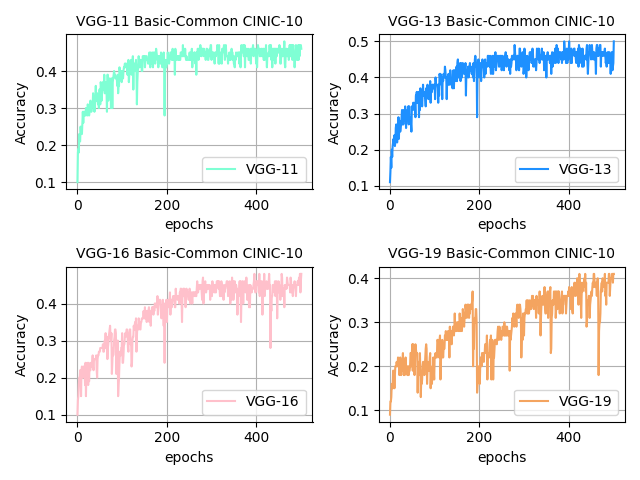 VGG-11 Basic-Common CINIC-10
Accuracy
0.4
0.3
0.2
0.1
0
200
400
epochs
VGG-11
VGG-13 Basic-Common CINIC-10
Accuracy
0.5
0.4
0.3
0.2
0.1
0
200
400
epochs
VGG-13
VGG-16 Basic-Common CINIC-10
Accuracy
0.4
0.3
0.2
0.1
0
200
400
epochs
VGG-16
VGG-19 Basic-Common CINIC-10
Accuracy
0.4
0.3
0.2
0.1
0
200
400
epochs
VGG-19